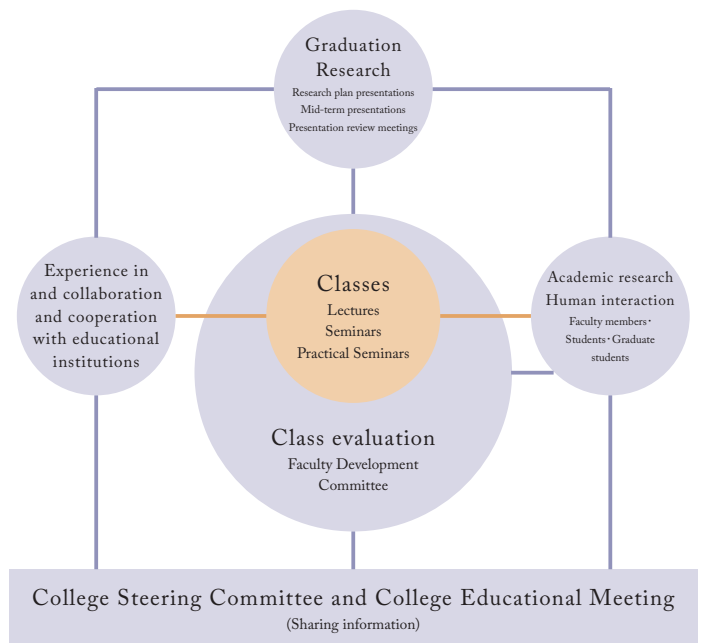 Graduation
Research
Research plan presentations
Mid-term presentations
Presentation review meetings
Experience in
and collaboration
and cooperation
with educational
institutions
Classes
Lectures
Seminars
Practical Seminars
Academic research
Human interaction
Faculty members・
Students・Graduate
students
Class evaluation
Faculty Development
Committee
College Steering Committee and College Educational Meeting
(Sharing information)